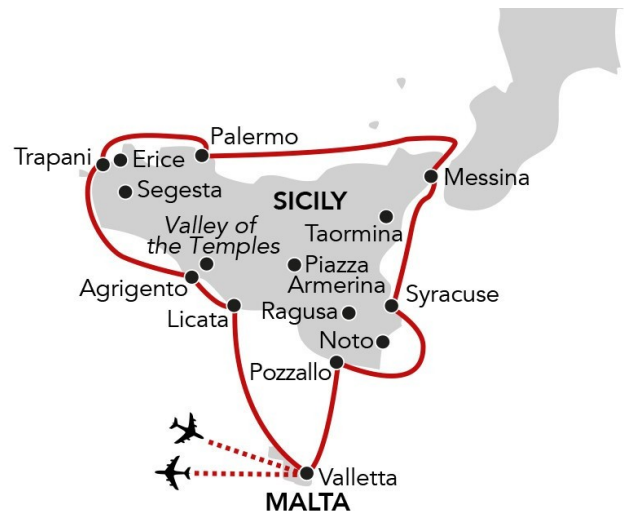 Palermo
Trapani
Erice
Messina
Segesta
SICILY
Valley of
the Temples
Taormina
Piazza
Armerina
Agrigento
Syracuse
Licata
Ragusa
Noto
Pozzallo
Valletta
MALTA